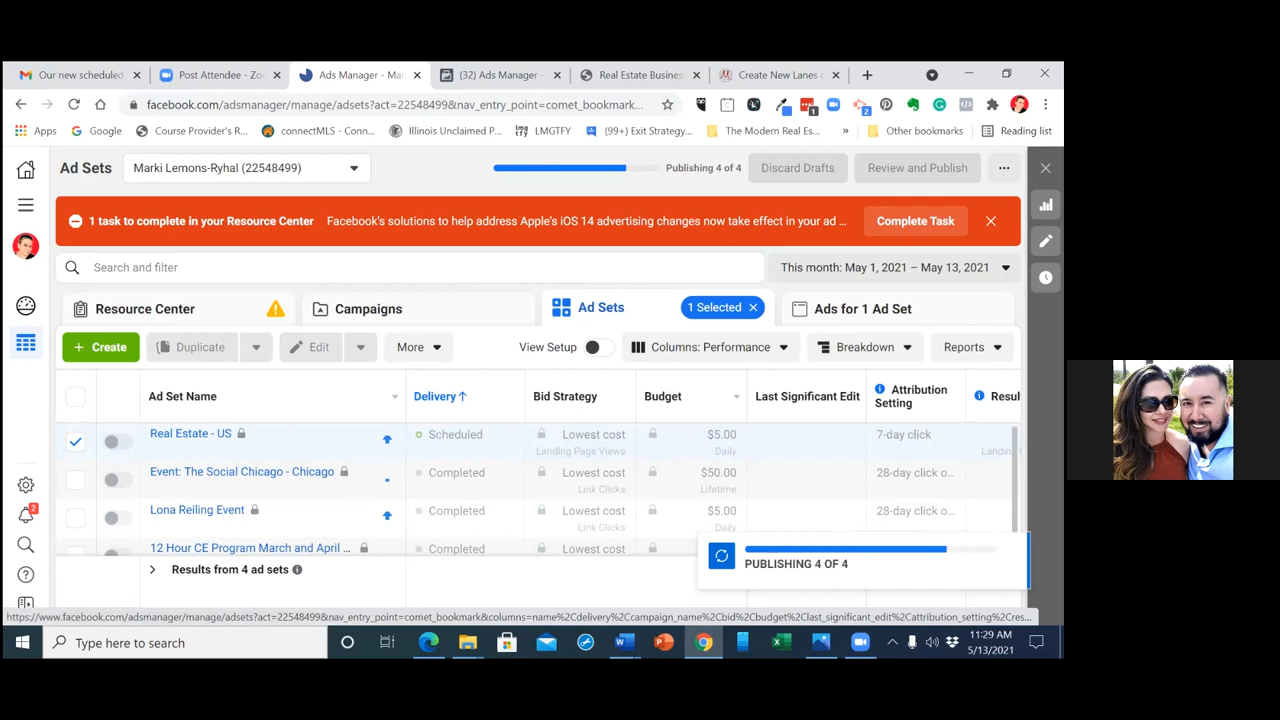 Our new scheduled
Post Attendee - Zo
Ads Manager - Ma
(32) Ads Manager -
Real Estate Busines
Create New Lanes o
facebook.com/adsmanager/manage/adsets?act=22548499&nav_entry_point=comet_bookmark...
1
2
Apps
Google
Course Provider's R...
connectMLS - Conn...
Illinois Unclaimed P...
LMGTFY
(99+) Exit Strategy...
The Modern Real Es...
»
Other bookmarks
Reading list
Ad Sets
Marki Lemons-Ryhal (22548499)
Publishing 4 of 4
Discard Drafts
Review and Publish
1 task to complete in your Resource Center
Facebook's solutions to help address Apple's iOS 14 advertising changes now take effect in your ad ...
Complete Task
Search and filter
This month: May 1, 2021 – May 13, 2021
Resource Center
Campaigns
Ad Sets
1 Selected
Ads for 1 Ad Set
+ Create
Duplicate
Edit
More
View Setup
Columns: Performance
Breakdown
Reports
Ad Set Name
Delivery ↑
Bid Strategy
Budget
Last Significant Edit
Attribution
Setting
Resul
Real Estate - US
Scheduled
Lowest cost
Landing Page Views
$5.00
Daily
7-day click
Landin
Event: The Social Chicago - Chicago
Completed
Lowest cost
Link Clicks
$50.00
Lifetime
28-day click o...
Lona Reiling Event
Completed
Lowest cost
Link Clicks
$5.00
Daily
28-day click o...
12 Hour CE Program March and April ...
Completed
Lowest cost
Results from 4 ad sets
PUBLISHING 4 OF 4
2
https://www.facebook.com/adsmanager/manage/adsets?act=22548499&nav_entry_point=comet_bookmark&columns=name%2Cdelivery%2Ccampaign_name%2Cbid%2Cbudget%2Clast_significant_edit%2Cattribution_setting%2Cres...
Type here to search
11:29 AM
5/13/2021